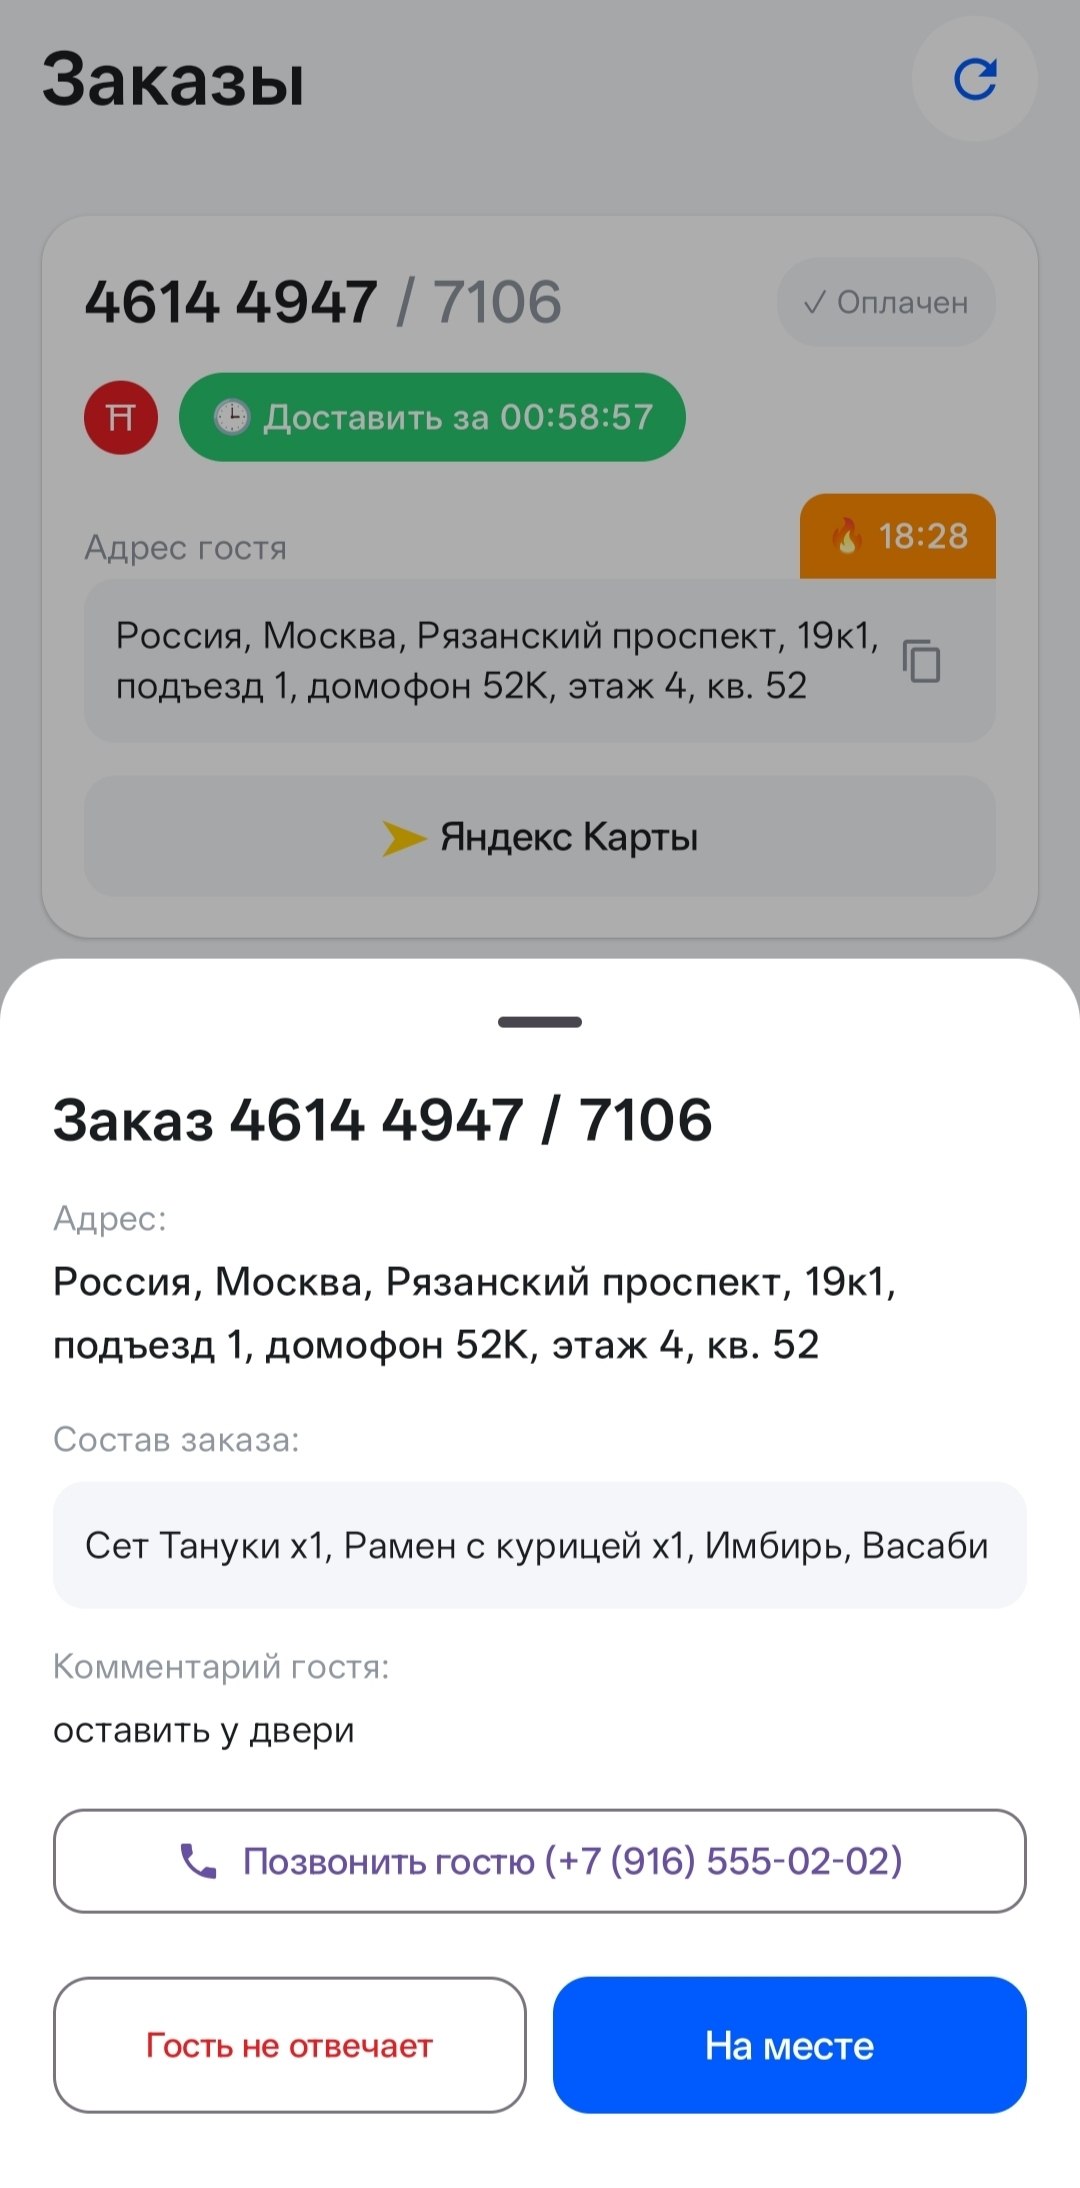 Заказы
4614 4947 / 7106
✓ Оплачен
🕒 Доставить за 00:58:57
🔥 18:28
Адрес гостя
Россия, Москва, Рязанский проспект, 19к1,
подъезд 1, домофон 52К, этаж 4, кв. 52
Яндекс Карты
Заказ 4614 4947 / 7106
Адрес:
Россия, Москва, Рязанский проспект, 19к1,
подъезд 1, домофон 52К, этаж 4, кв. 52
Состав заказа:
Сет Тануки x1, Рамен с курицей x1, Имбирь, Васаби
Комментарий гостя:
оставить у двери
Позвонить гостю (+7 (916) 555-02-02)
Гость не отвечает
На месте